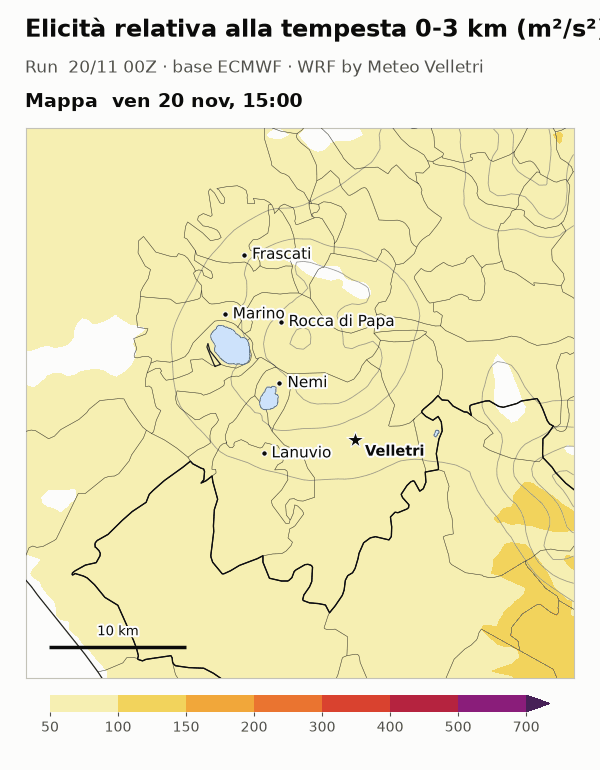 Elicità relativa alla tempesta 0-3 km (m²/s²)
Run  20/11 00Z · base ECMWF · WRF by Meteo Velletri
Mappa  ven 20 nov, 15:00
Frascati
Marino
Rocca di Papa
Nemi
Velletri
Lanuvio
10 km
50 100 150 200 300 400 500 700